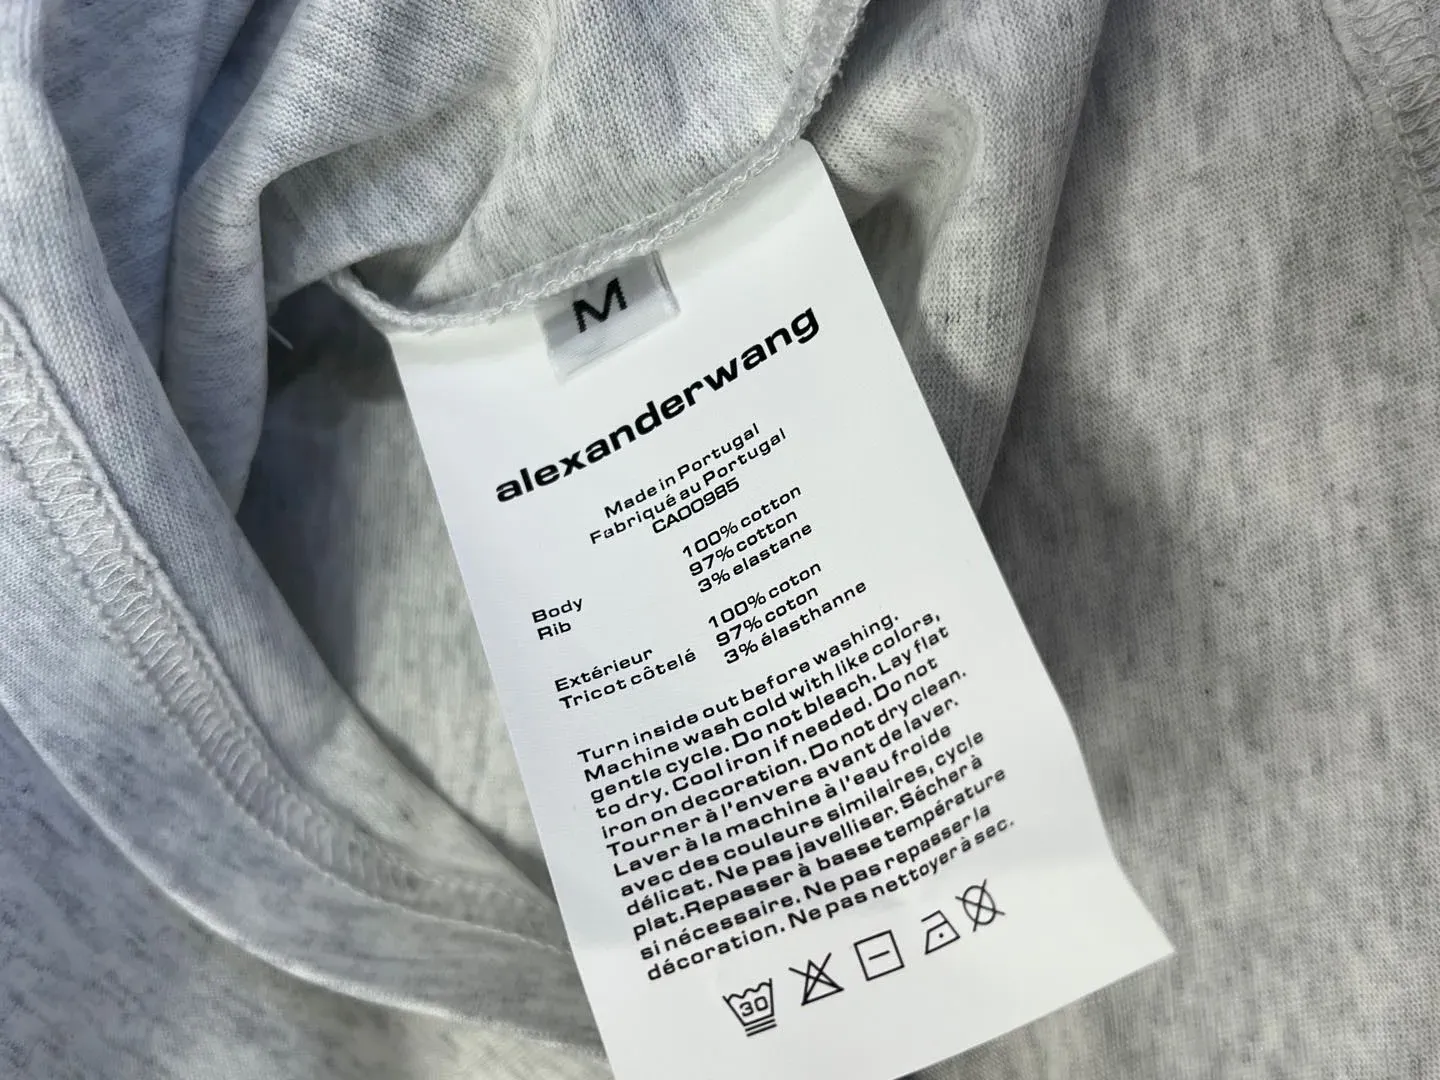 M
alexanderwang
Made in Portugal
Fabriqué au Portugal
CA00985
100% cotton
97% cotton
3% elastane
Body
Rib
100% coton
97% coton
3% élasthanne
Extérieur
Tricot côtelé
Turn inside out before washing.
Machine wash cold with like colors,
gentle cycle. Do not bleach. Lay flat
to dry. Cool iron if needed. Do not
iron on decoration. Do not dry clean.
Tourner à l'envers avant de laver.
Laver à la machine à l'eau froide
avec des couleurs similaires, cycle
délicat. Ne pas javelliser. Sécher à
plat.Repasser à basse température
si nécessaire. Ne pas repasser la
décoration. Ne pas nettoyer à sec.
30